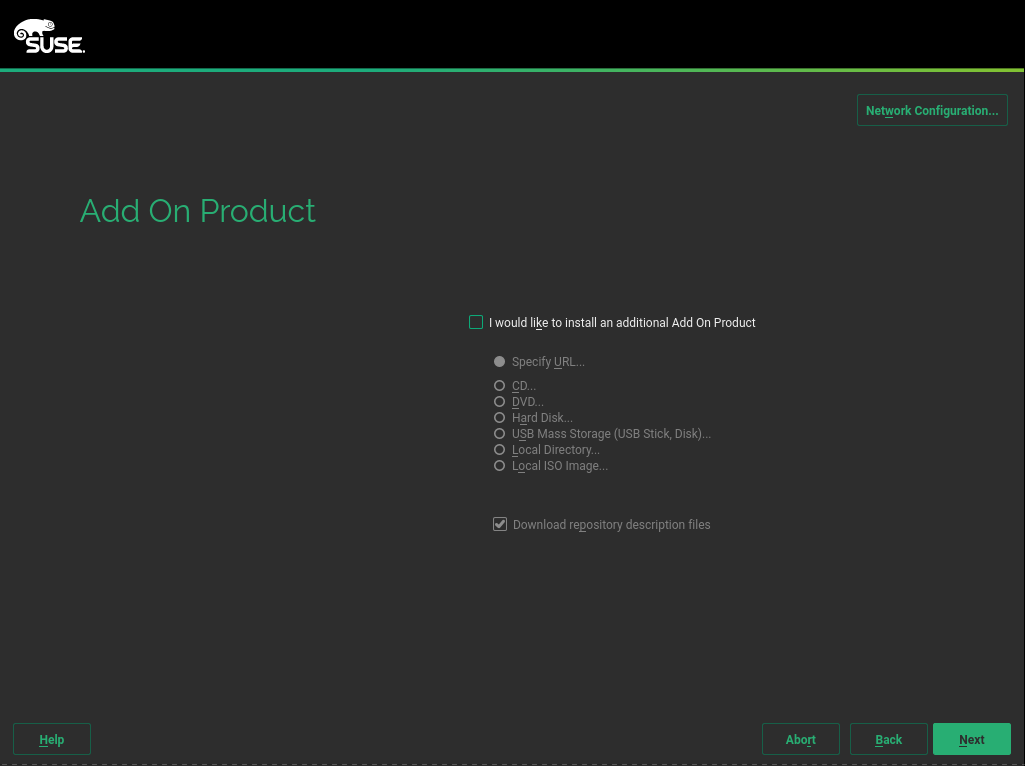 SUSE.
Network Configuration...
Add On Product
I would like to install an additional Add On Product
Specify URL...
CD...
DVD...
Hard Disk...
USB Mass Storage (USB Stick, Disk)...
Local Directory...
Local ISO Image...
Download repository description files
Help
Abort
Back
Next